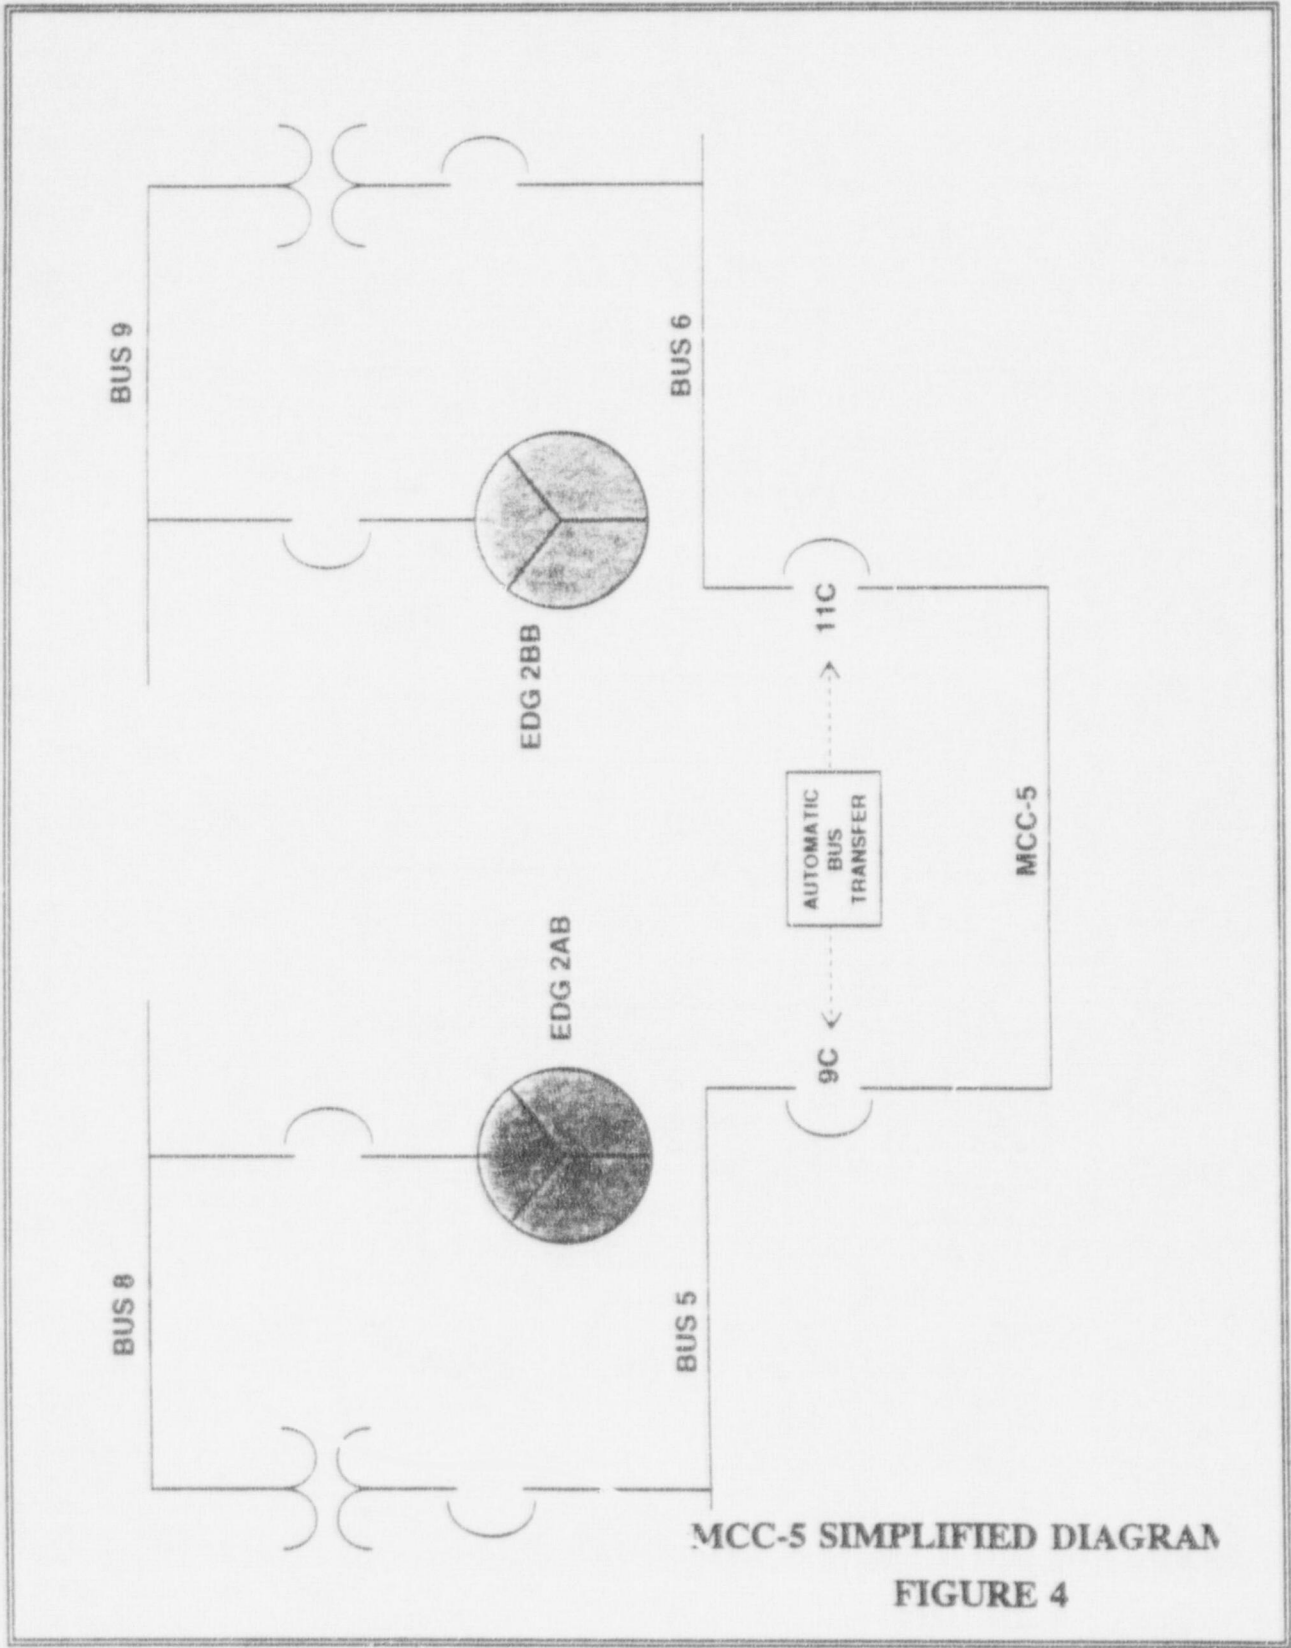 BUS 8
BUS 9
EDG 2AB
EDG 2BB
BUS 5
BUS 6
9C
AUTOMATIC
BUS
TRANSFER
11C
MCC-5
MCC-5 SIMPLIFIED DIAGRAM
FIGURE 4